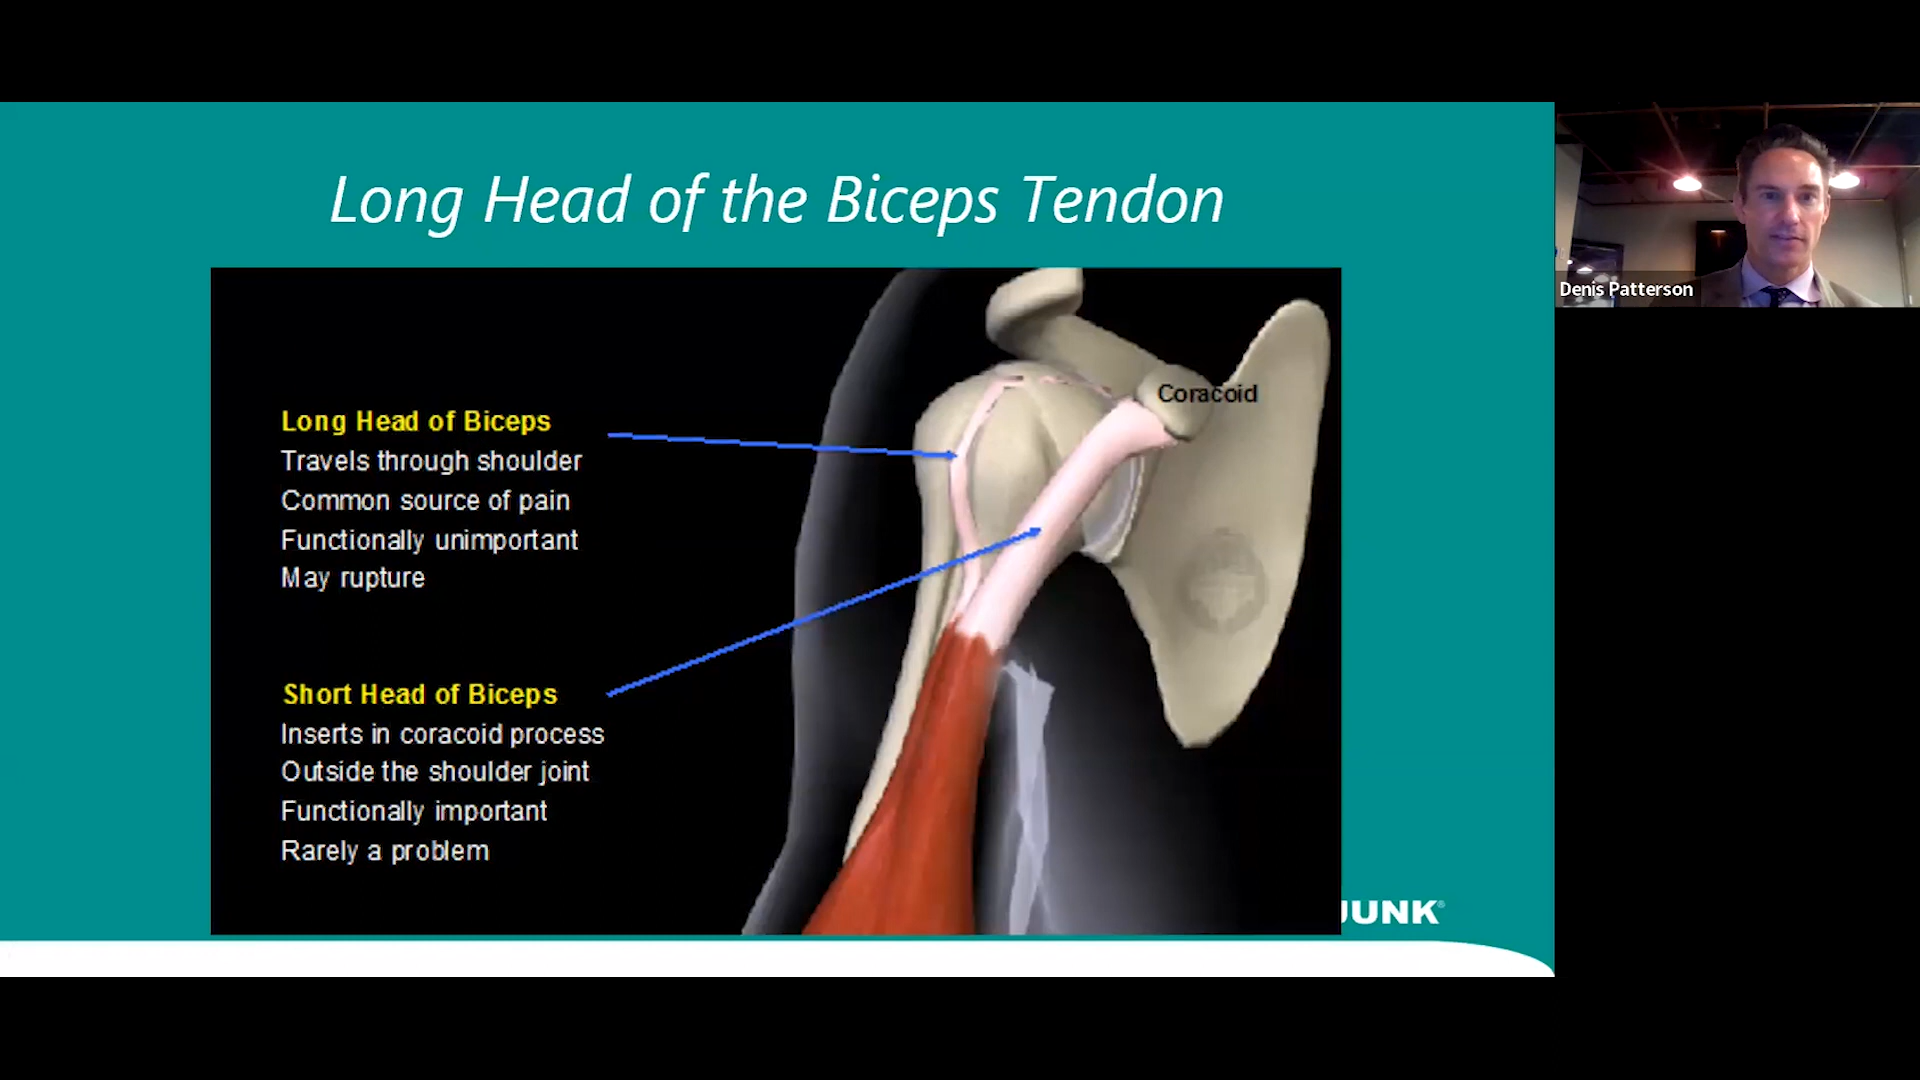 Long Head of the Biceps Tendon
Denis Patterson
Coracoid
Long Head of Biceps
Travels through shoulder
Common source of pain
Functionally unimportant
May rupture
Short Head of Biceps
Inserts in coracoid process
Outside the shoulder joint
Functionally important
Rarely a problem
JUNK®